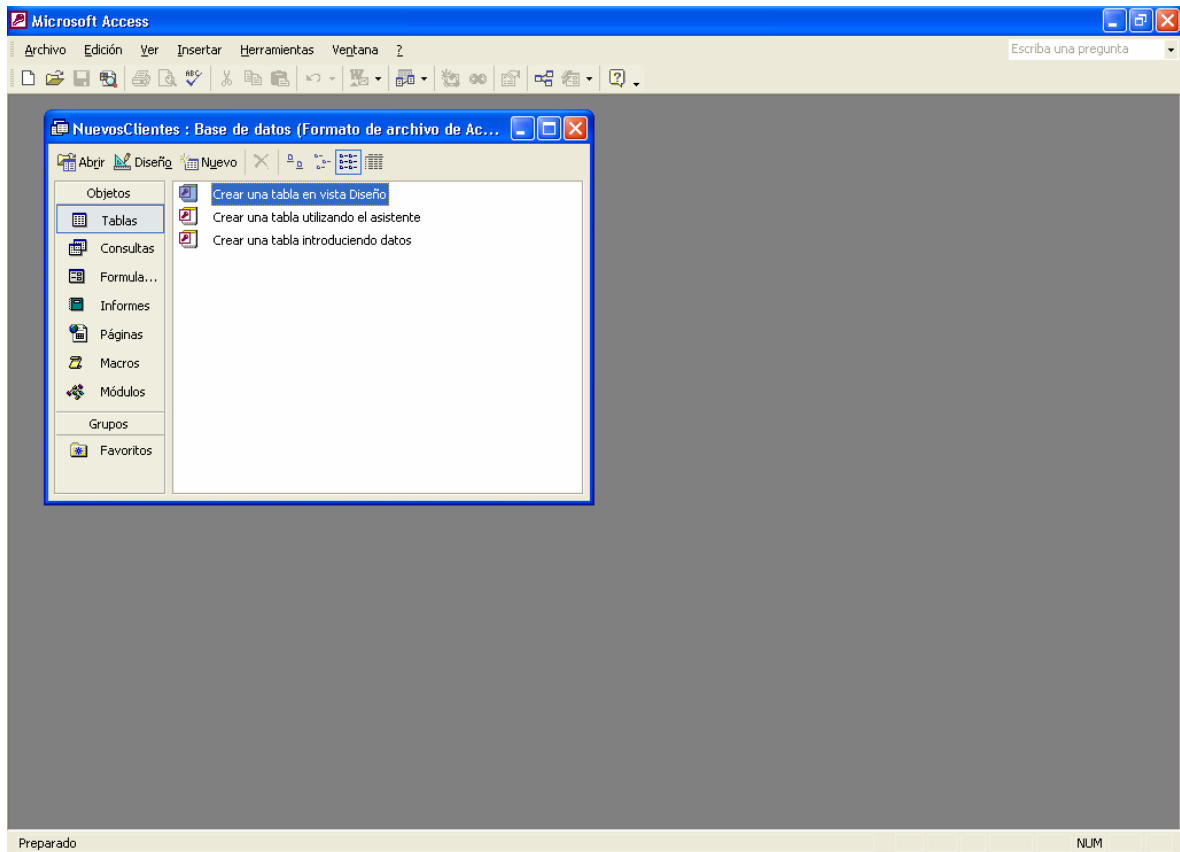 Microsoft Access
Archivo Edición Ver Insertar Herramientas Ventana ? Escriba una pregunta
NuevosClientes : Base de datos (Formato de archivo de Ac...
Abrir Diseño Nuevo
Objetos
Tablas
Consultas
Formula...
Informes
Páginas
Macros
Módulos
Grupos
Favoritos
Crear una tabla en vista Diseño
Crear una tabla utilizando el asistente
Crear una tabla introduciendo datos
Preparado NUM